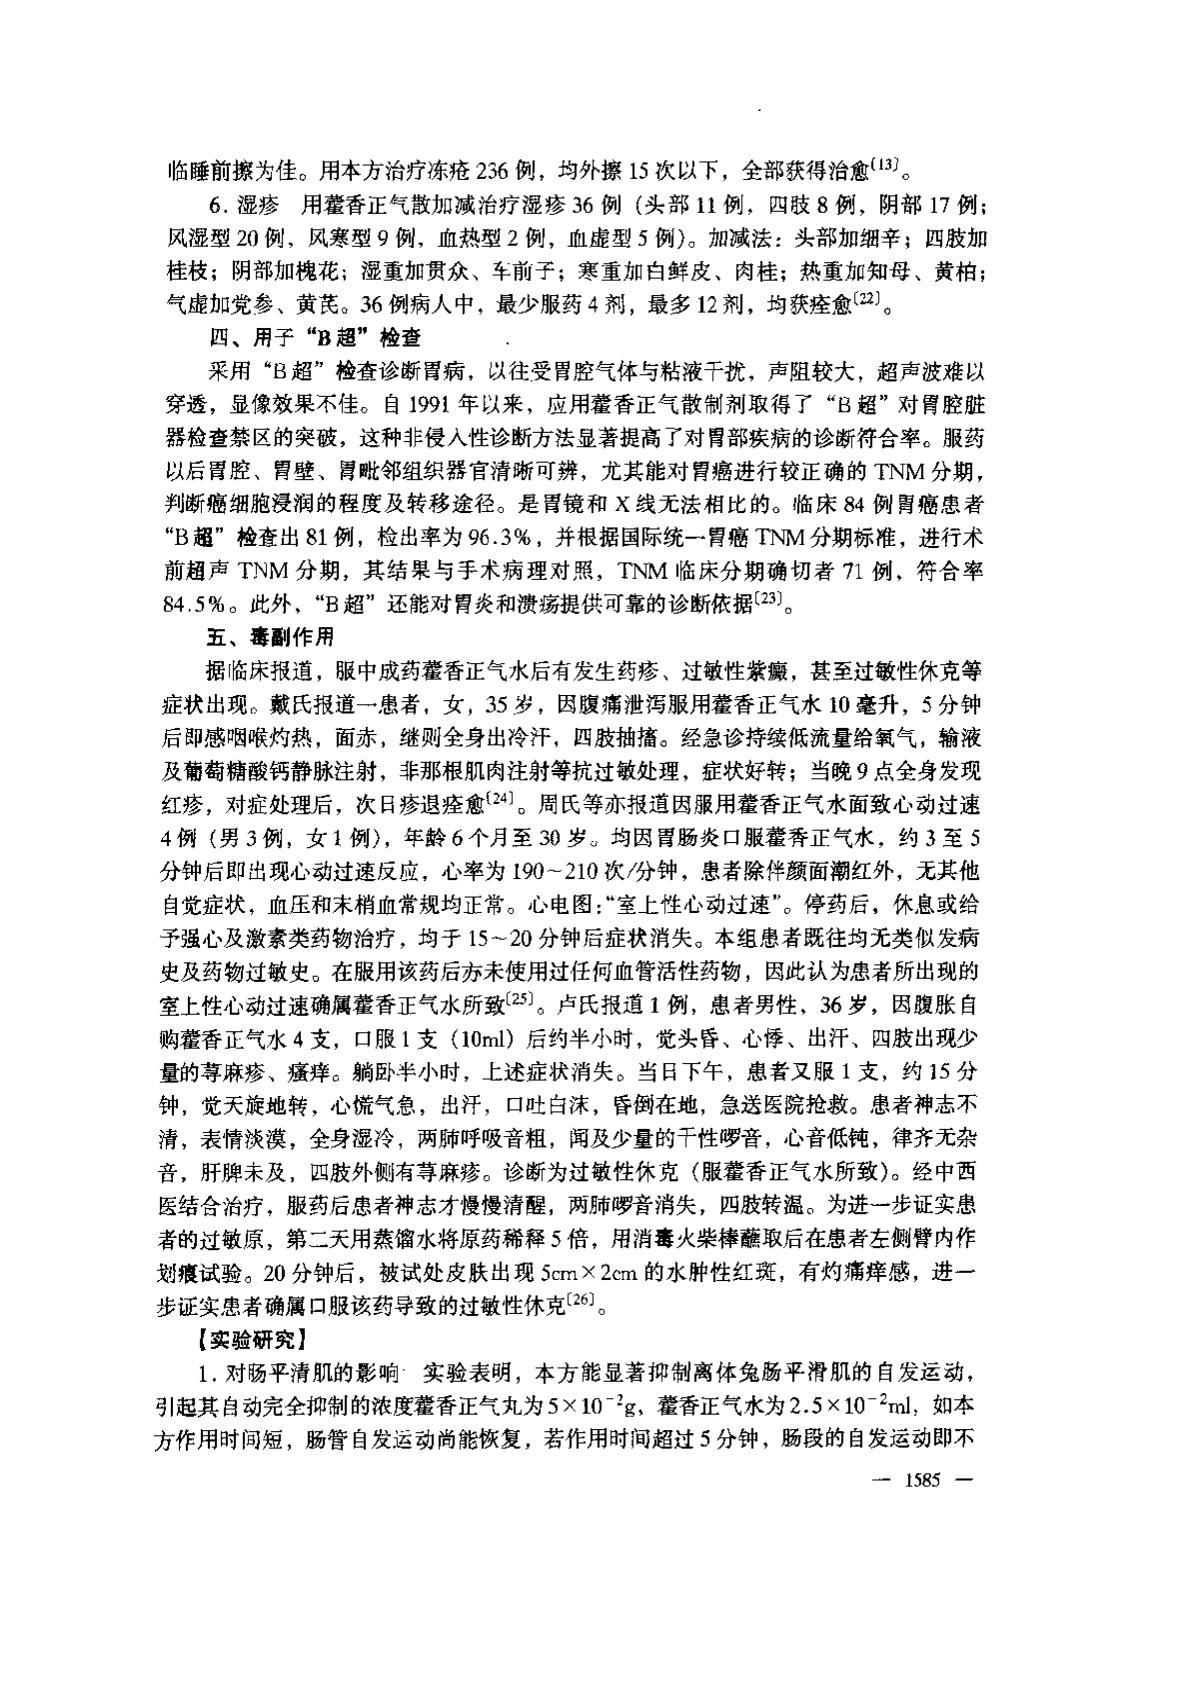 临睡前擦为佳。用本方治疗冻疮 236 例，均外擦 15 次以下，全部获得治愈〔13〕。
6. 湿疹　用藿香正气散加减治疗湿疹 36 例（头部 11 例，四肢 8 例，阴部 17 例；
风湿型 20 例，风寒型 9 例，血热型 2 例，血虚型 5 例）。加减法：头部加细辛；四肢加
桂枝；阴部加槐花；湿重加贯众、车前子；寒重加白鲜皮、肉桂；热重加知母、黄柏；
气虚加党参、黄芪。36 例病人中，最少服药 4 剂，最多 12 剂，均获痊愈〔22〕。
四、用于“B 超”检查
采用“B 超”检查诊断胃病，以往受胃腔气体与粘液干扰，声阻较大，超声波难以
穿透，显像效果不佳。自 1991 年以来，应用藿香正气散制剂取得了“B 超”对胃腔脏
器检查禁区的突破，这种非侵入性诊断方法显著提高了对胃部疾病的诊断符合率。服药
以后胃腔、胃壁、胃毗邻组织器官清晰可辨，尤其能对胃癌进行较正确的 TNM 分期，
判断癌细胞浸润的程度及转移途径。是胃镜和 X 线无法相比的。临床 84 例胃癌患者
“B 超”检查出 81 例，检出率为 96.3%，并根据国际统一胃癌 TNM 分期标准，进行术
前超声 TNM 分期，其结果与手术病理对照，TNM 临床分期确切者 71 例，符合率
84.5%。此外，“B 超”还能对胃炎和溃疡提供可靠的诊断依据〔23〕。
五、毒副作用
据临床报道，服中成药藿香正气水后有发生药疹、过敏性紫癜，甚至过敏性休克等
症状出现。戴氏报道一患者，女，35 岁，因腹痛泄泻服用藿香正气水 10 毫升，5 分钟
后即感咽喉灼热，面赤，继则全身出冷汗，四肢抽搐。经急诊持续低流量给氧气，输液
及葡萄糖酸钙静脉注射，非那根肌肉注射等抗过敏处理，症状好转；当晚 9 点全身发现
红疹，对症处理后，次日疹退痊愈〔24〕。周氏等亦报道因服用藿香正气水面致心动过速
4 例（男 3 例，女 1 例），年龄 6 个月至 30 岁。均因胃肠炎口服藿香正气水，约 3 至 5
分钟后即出现心动过速反应，心率为 190～210 次/分钟，患者除伴颜面潮红外，无其他
自觉症状，血压和末梢血常规均正常。心电图：“室上性心动过速”。停药后，休息或给
予强心及激素类药物治疗，均于 15～20 分钟后症状消失。本组患者既往均无类似发病
史及药物过敏史。在服用该药后亦未使用过任何血管活性药物，因此认为患者所出现的
室上性心动过速确属藿香正气水所致〔25〕。卢氏报道 1 例，患者男性，36 岁，因腹胀自
购藿香正气水 4 支，口服 1 支（10ml）后约半小时，觉头昏、心悸、出汗、四肢出现少
量的荨麻疹、瘙痒。躺卧半小时，上述症状消失。当日下午，患者又服 1 支，约 15 分
钟，觉天旋地转，心慌气急，出汗，口吐白沫，昏倒在地，急送医院抢救。患者神志不
清，表情淡漠，全身湿冷，两肺呼吸音粗，闻及少量的干性啰音，心音低钝，律齐无杂
音，肝脾未及，四肢外侧有荨麻疹。诊断为过敏性休克（服藿香正气水所致）。经中西
医结合治疗，服药后患者神志才慢慢清醒，两肺啰音消失，四肢转温。为进一步证实患
者的过敏原，第二天用蒸馏水将原药稀释 5 倍，用消毒火柴棒蘸取后在患者左侧臂内作
划痕试验。20 分钟后，被试处皮肤出现 5cm×2cm 的水肿性红斑，有灼痛痒感，进一
步证实患者确属口服该药导致的过敏性休克〔26〕。
【实验研究】
1. 对肠平清肌的影响　实验表明，本方能显著抑制离体兔肠平滑肌的自发运动，
引起其自动完全抑制的浓度藿香正气丸为 5×10⁻²g，藿香正气水为 2.5×10⁻²ml，如本
方作用时间短，肠管自发运动尚能恢复，若作用时间超过 5 分钟，肠段的自发运动即不
— 1585 —